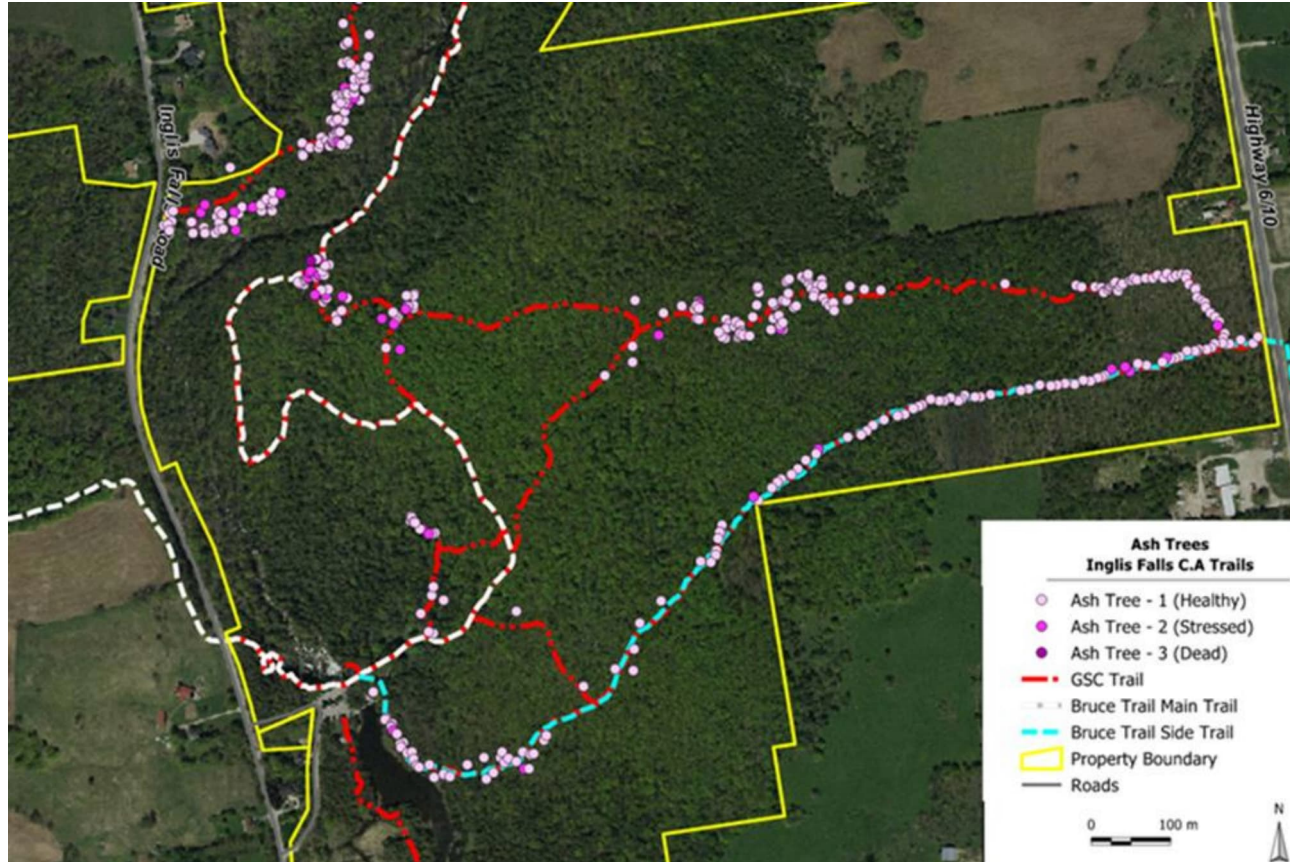 Inglis Falls Road
Highway 6/10
Ash Trees
Inglis Falls C.A Trails
Ash Tree - 1 (Healthy)
Ash Tree - 2 (Stressed)
Ash Tree - 3 (Dead)
GSC Trail
Bruce Trail Main Trail
Bruce Trail Side Trail
Property Boundary
Roads
0 100 m
N